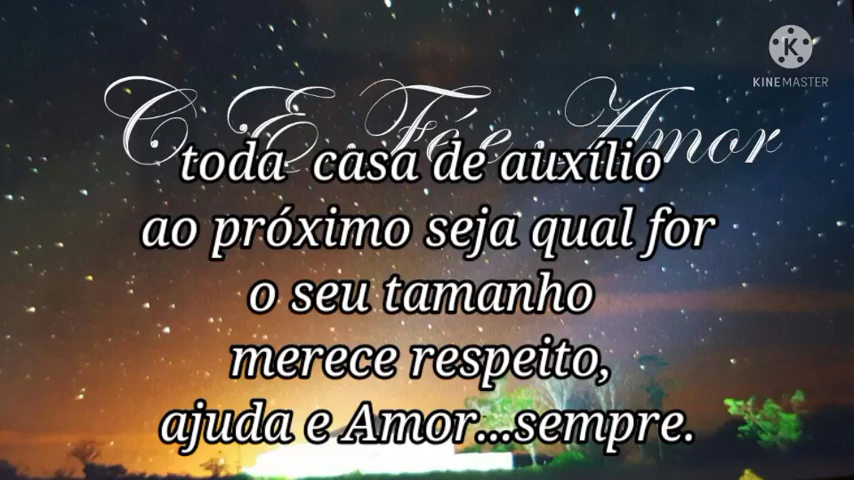 K
KINEMASTER
C. E. Fé e Amor
toda casa de auxílio
ao próximo seja qual for
o seu tamanho
merece respeito,
ajuda e Amor...sempre.